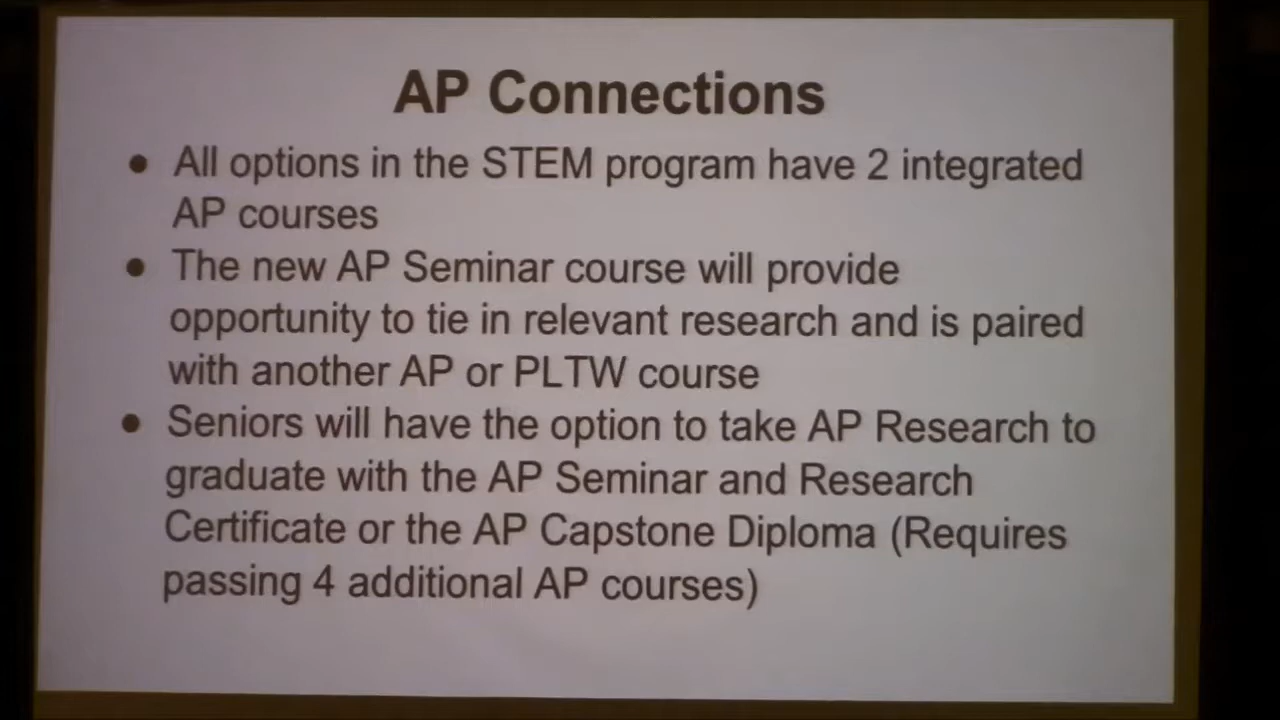 AP Connections
● All options in the STEM program have 2 integrated
AP courses
● The new AP Seminar course will provide
opportunity to tie in relevant research and is paired
with another AP or PLTW course
● Seniors will have the option to take AP Research to
graduate with the AP Seminar and Research
Certificate or the AP Capstone Diploma (Requires
passing 4 additional AP courses)